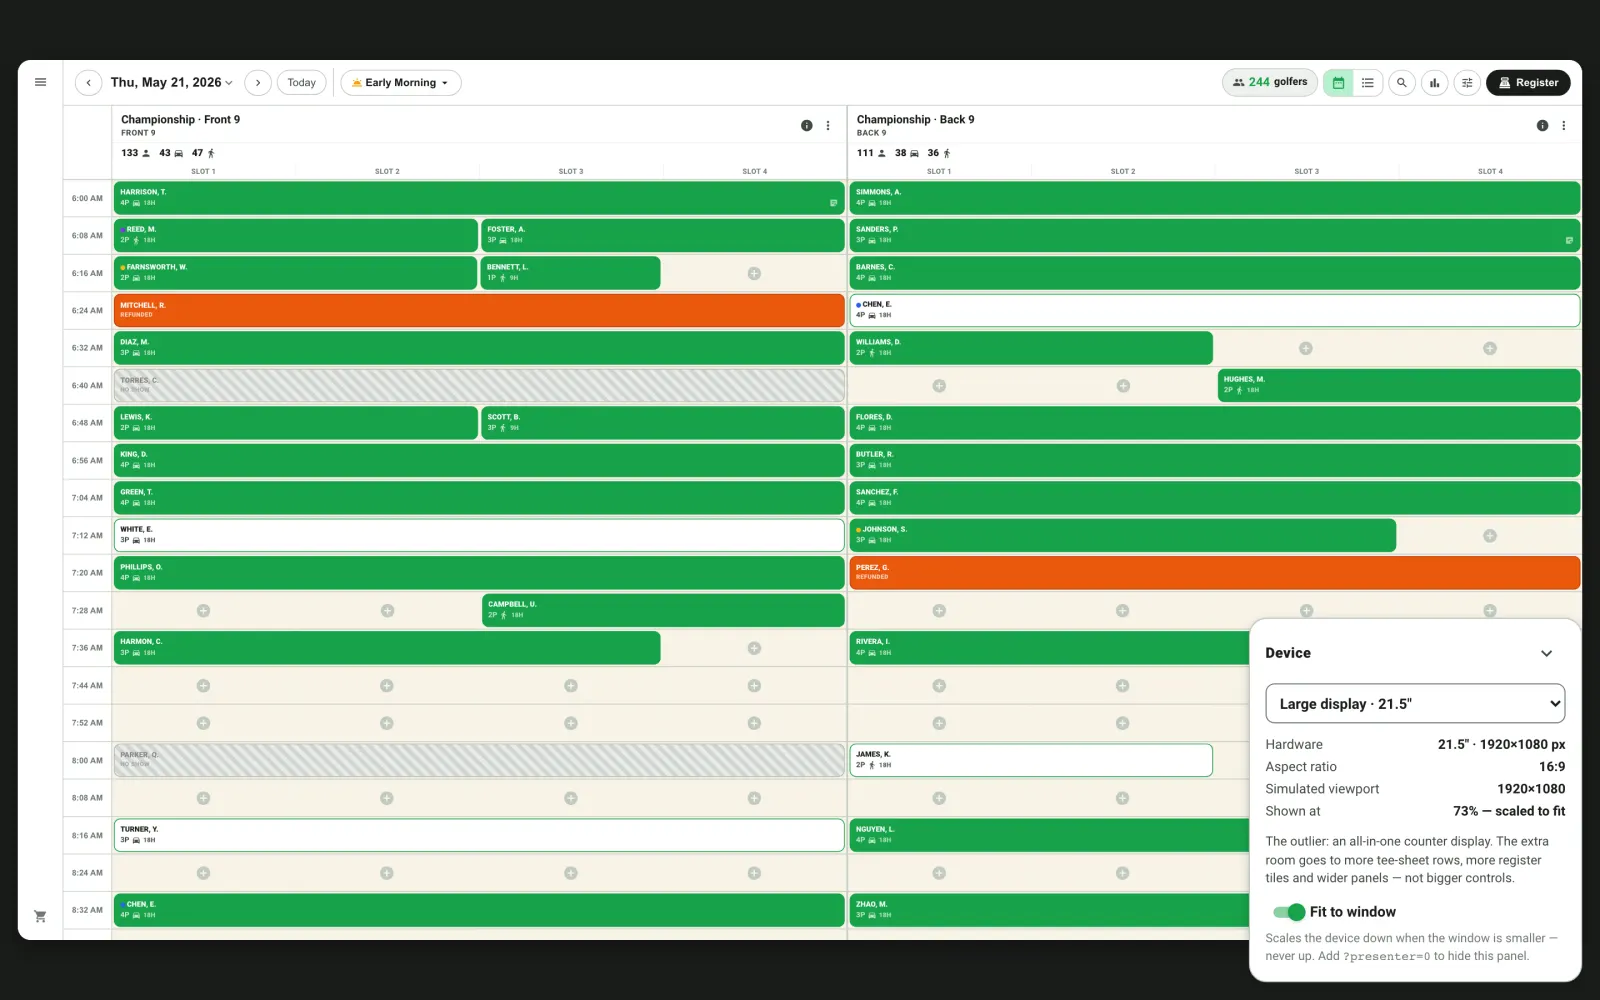 Thu, May 21, 2026
Today
Early Morning
244 golfers
Register
Championship · Front 9
FRONT 9
133 43 47
SLOT 1 SLOT 2 SLOT 3 SLOT 4
Championship · Back 9
BACK 9
111 38 36
SLOT 1 SLOT 2 SLOT 3 SLOT 4
6:00 AM
HARRISON, T.
4P 18H
SIMMONS, A.
4P 18H
6:08 AM
REED, M.
2P 18H
FOSTER, A.
3P 18H
SANDERS, P.
3P 18H
6:16 AM
FARNSWORTH, W.
2P 18H
BENNETT, L.
1P 9H
BARNES, C.
4P 18H
6:24 AM
MITCHELL, R.
REFUNDED
CHEN, E.
4P 18H
6:32 AM
DIAZ, M.
3P 18H
WILLIAMS, D.
2P 18H
6:40 AM
TORRES, C.
NO SHOW
HUGHES, M.
2P 18H
6:48 AM
LEWIS, K.
2P 18H
SCOTT, B.
3P 9H
FLORES, D.
4P 18H
6:56 AM
KING, D.
4P 18H
BUTLER, R.
3P 18H
7:04 AM
GREEN, T.
4P 18H
SANCHEZ, F.
4P 18H
7:12 AM
WHITE, E.
3P 18H
JOHNSON, S.
3P 18H
7:20 AM
PHILLIPS, O.
4P 18H
PEREZ, G.
REFUNDED
7:28 AM
CAMPBELL, U.
2P 18H
7:36 AM
HARMON, C.
3P 18H
RIVERA, I.
4P 18H
7:44 AM
7:52 AM
8:00 AM
PARKER, Q.
NO SHOW
JAMES, K.
2P 18H
8:08 AM
8:16 AM
TURNER, Y.
3P 18H
NGUYEN, L.
4P 18H
8:24 AM
8:32 AM
CHEN, E.
4P 18H
ZHAO, M.
3P 18H
Device
Large display · 21.5"
Hardware 21.5" · 1920×1080 px
Aspect ratio 16:9
Simulated viewport 1920×1080
Shown at 73% — scaled to fit
The outlier: an all-in-one counter display. The extra
room goes to more tee-sheet rows, more register
tiles and wider panels — not bigger controls.
Fit to window
Scales the device down when the window is smaller —
never up. Add ?presenter=0 to hide this panel.